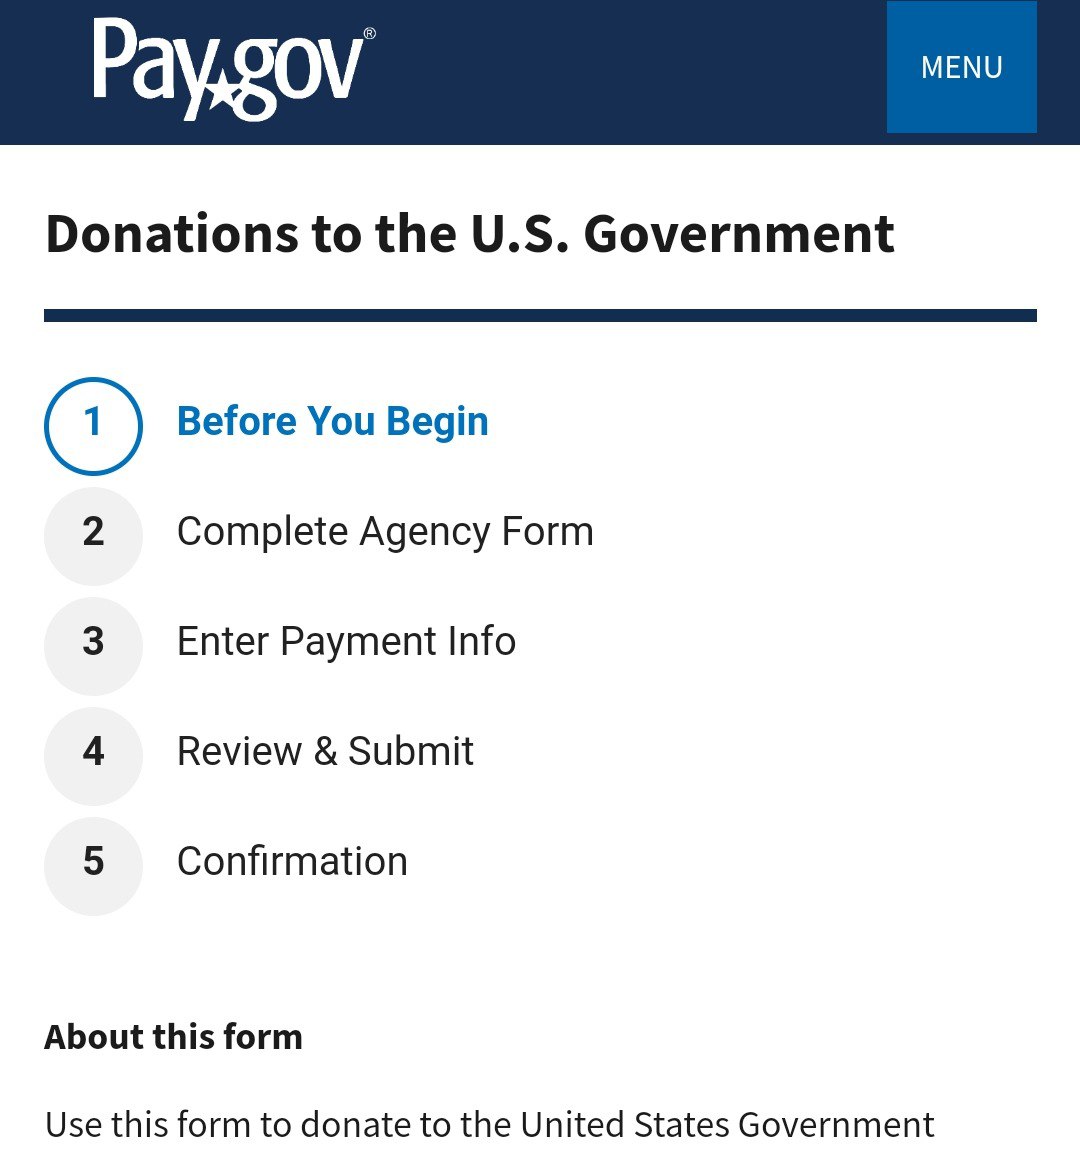 Pay.gov®
MENU
Donations to the U.S. Government
1 Before You Begin
2 Complete Agency Form
3 Enter Payment Info
4 Review & Submit
5 Confirmation
About this form
Use this form to donate to the United States Government